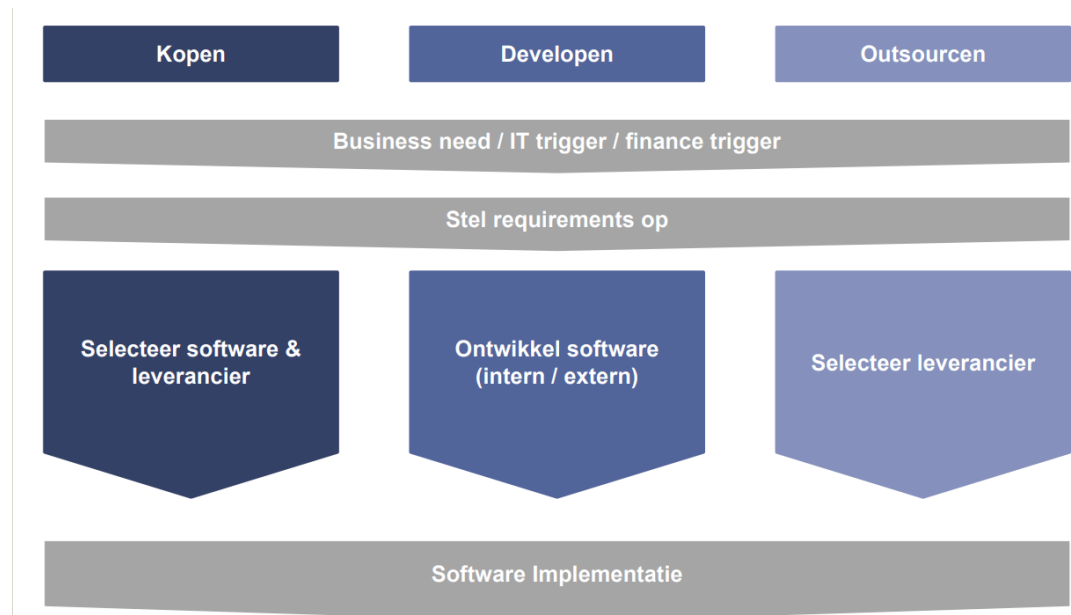 Kopen
Developen
Outsourcen
Business need / IT trigger / finance trigger
Stel requirements op
Selecteer software &
leverancier
Ontwikkel software
(intern / extern)
Selecteer leverancier
Software Implementatie